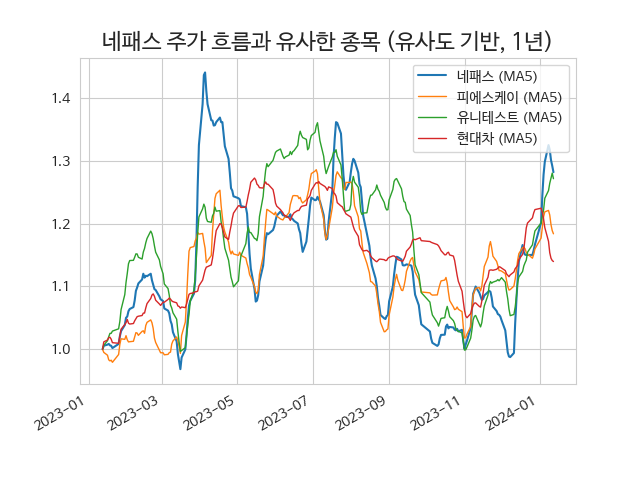 네패스 주가 흐름과 유사한 종목 (유사도 기반, 1년)
네패스 (MA5)
피에스케이 (MA5)
유니테스트 (MA5)
현대차 (MA5)
1.4
1.3
1.2
1.1
1.0
2023-01
2023-03
2023-05
2023-07
2023-09
2023-11
2024-01